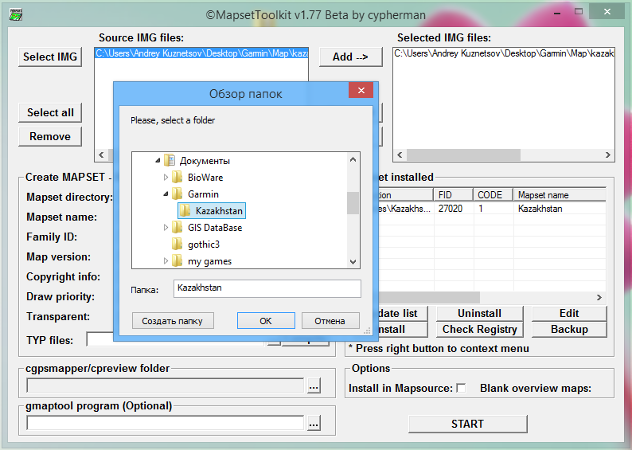 ©MapsetToolkit v1.77 Beta by cypherman
Source IMG files:
Selected IMG files:
Select IMG
C:\Users\Andrey Kuznetsov\Desktop\Garmin\Map\kaza
Add -->
C:\Users\Andrey Kuznetsov\Desktop\Garmin\Map\kazak
Select all
Remove
Обзор папок
Please, select a folder
Документы
BioWare
Garmin
Kazakhstan
GIS DataBase
gothic3
my games
Папка:
Kazakhstan
Создать папку
OK
Отмена
Create MAPSET -
Mapset directory:
Mapset name:
Family ID:
Map version:
Copyright info:
Draw priority:
Transparent:
TYP files:
et installed
tion FID CODE Mapset name
es\Kazakhs... 27020 1 Kazakhstan
date list Uninstall Edit
nstall Check Registry Backup
* Press right button to context menu
cgpsmapper/cpreview folder
...
gmaptool program (Optional)
...
Options
Install in Mapsource:
Blank overview maps:
START